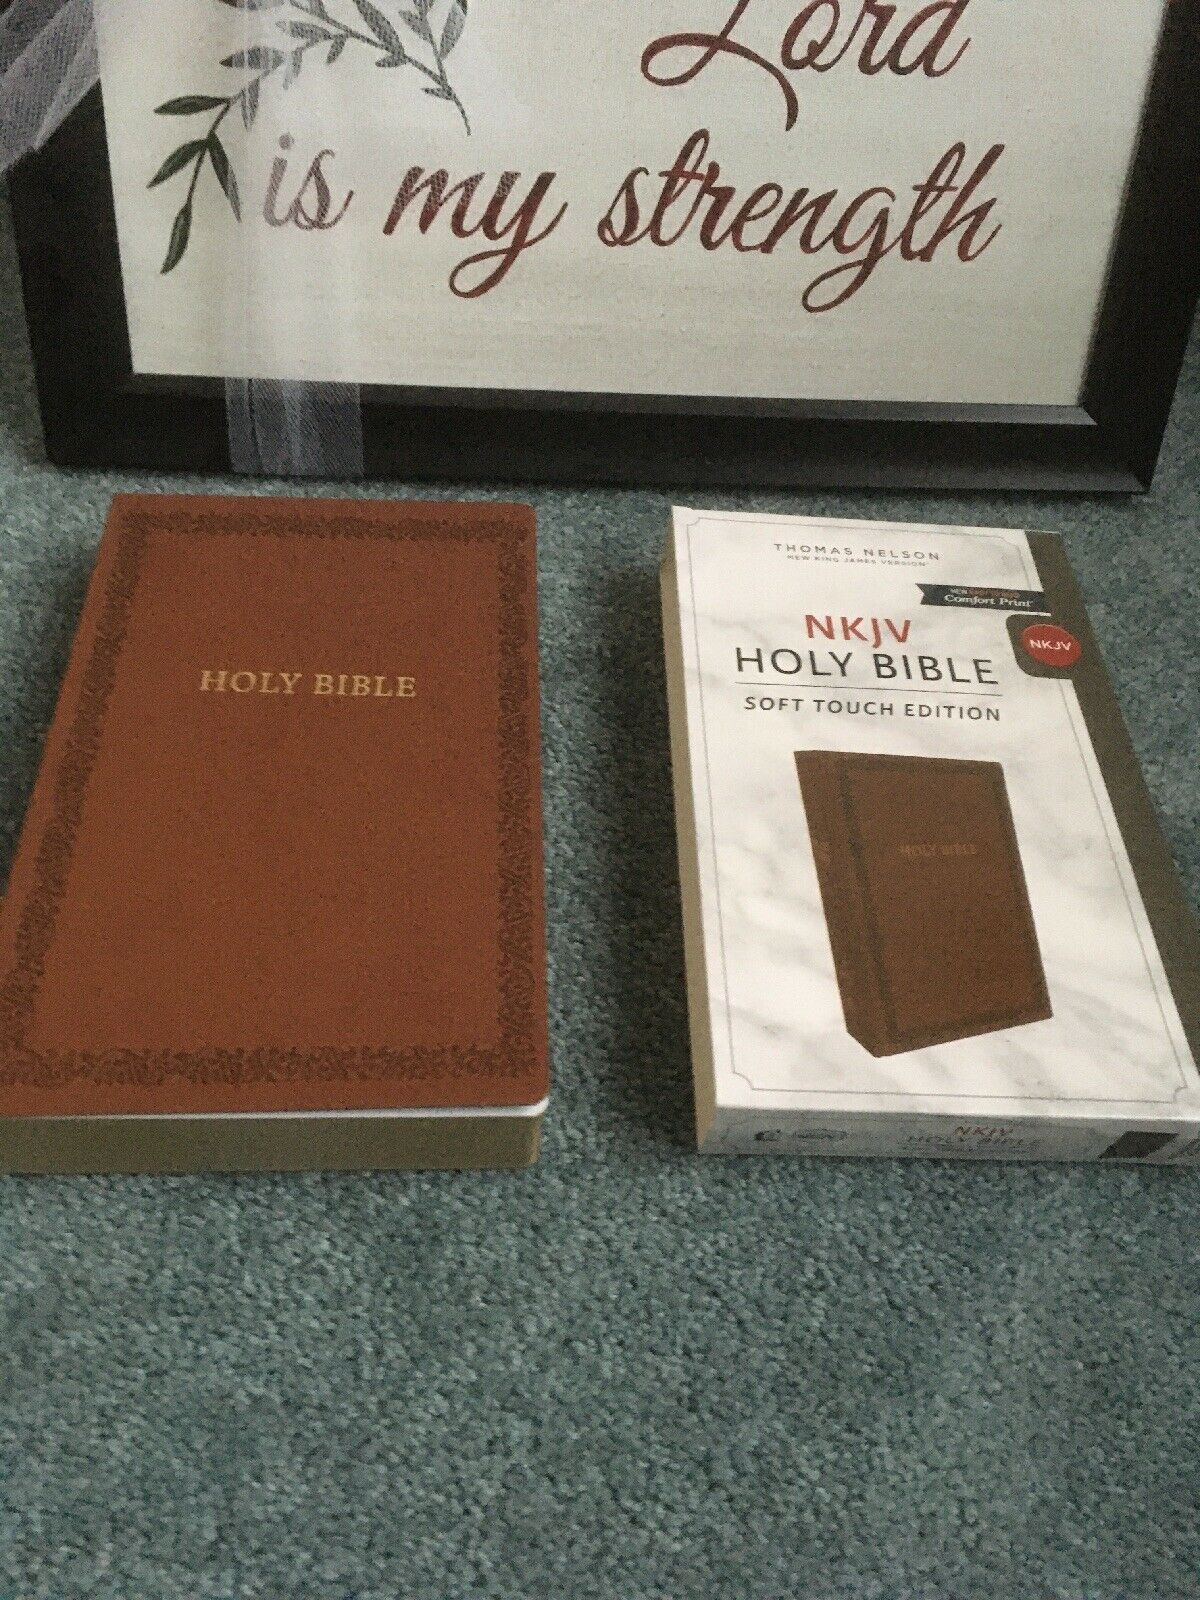 Lord
is my strength
HOLY BIBLE
THOMAS NELSON
NEW KING JAMES VERSION
Comfort Print
NKJV
NKJV
HOLY BIBLE
SOFT TOUCH EDITION
HOLY BIBLE
NKJV
HOLY BIBLE